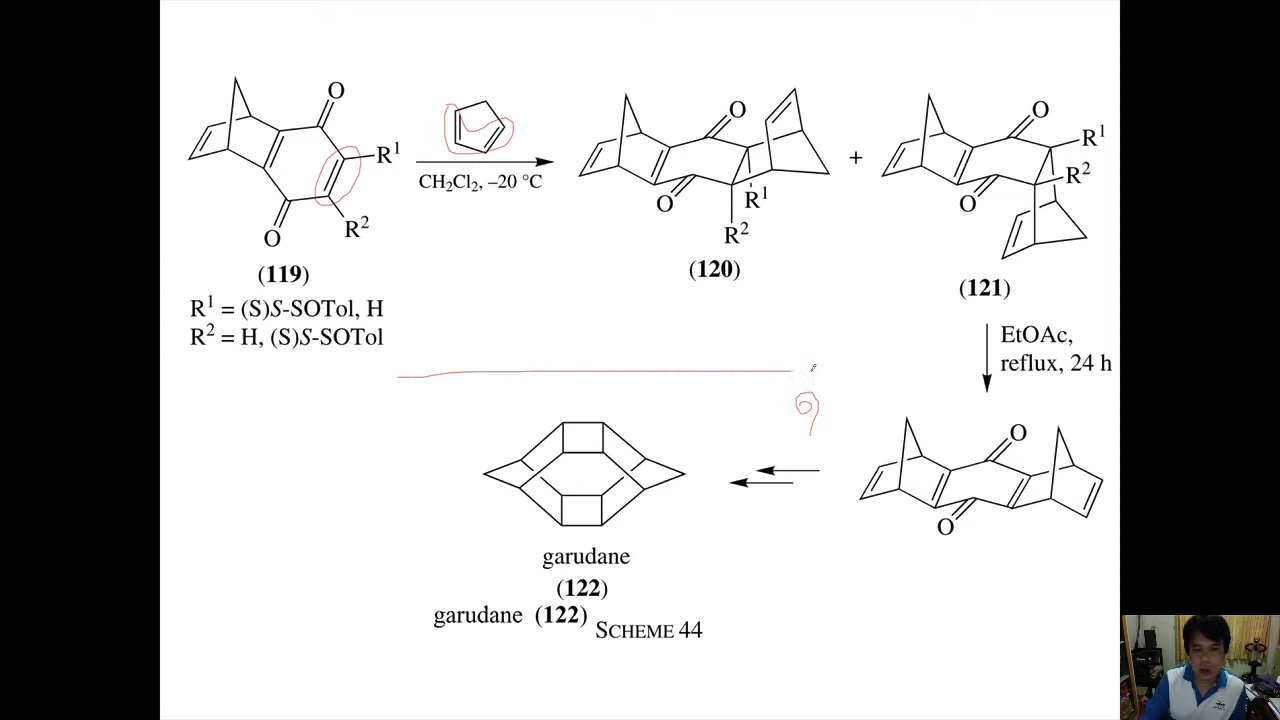 O
R¹
O
R²
(119)
R¹ = (S)S-SOTol, H
R² = H, (S)S-SOTol
CH₂Cl₂, –20 °C
O
O
R¹
R²
(120)
+
O
O
R¹
R²
(121)
EtOAc,
reflux, 24 h
O
O
garudane
(122)
garudane (122)
SCHEME 44